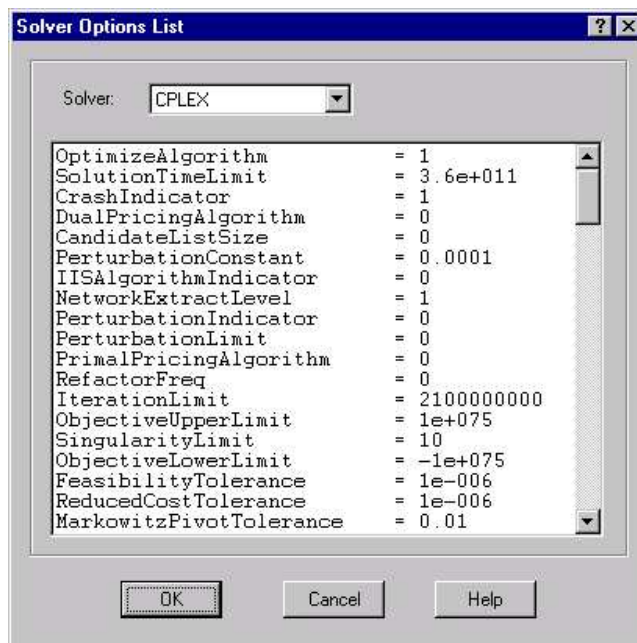 Solver Options List
Solver: CPLEX
OptimizeAlgorithm = 1
SolutionTimeLimit = 3.6e+011
CrashIndicator = 1
DualPricingAlgorithm = 0
CandidateListSize = 0
PerturbationConstant = 0.0001
IISAlgorithmIndicator = 0
NetworkExtractLevel = 1
PerturbationIndicator = 0
PerturbationLimit = 0
PrimalPricingAlgorithm = 0
RefactorFreq = 0
IterationLimit = 2100000000
ObjectiveUpperLimit = 1e+075
SingularityLimit = 10
ObjectiveLowerLimit = -1e+075
FeasibilityTolerance = 1e-006
ReducedCostTolerance = 1e-006
MarkowitzPivotTolerance = 0.01
OK Cancel Help